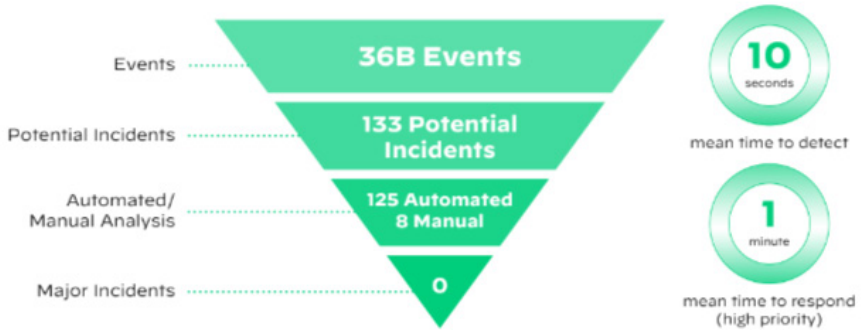 Events
36B Events
Potential Incidents
133 Potential
Incidents
Automated/
Manual Analysis
125 Automated
8 Manual
Major Incidents
0
10
seconds
mean time to detect
1
minute
mean time to respond
(high priority)